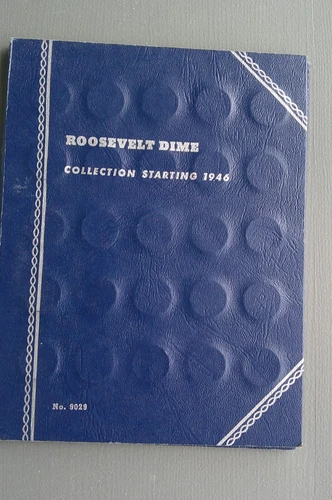 ROOSEVELT DIME
COLLECTION STARTING 1946
No. 9029